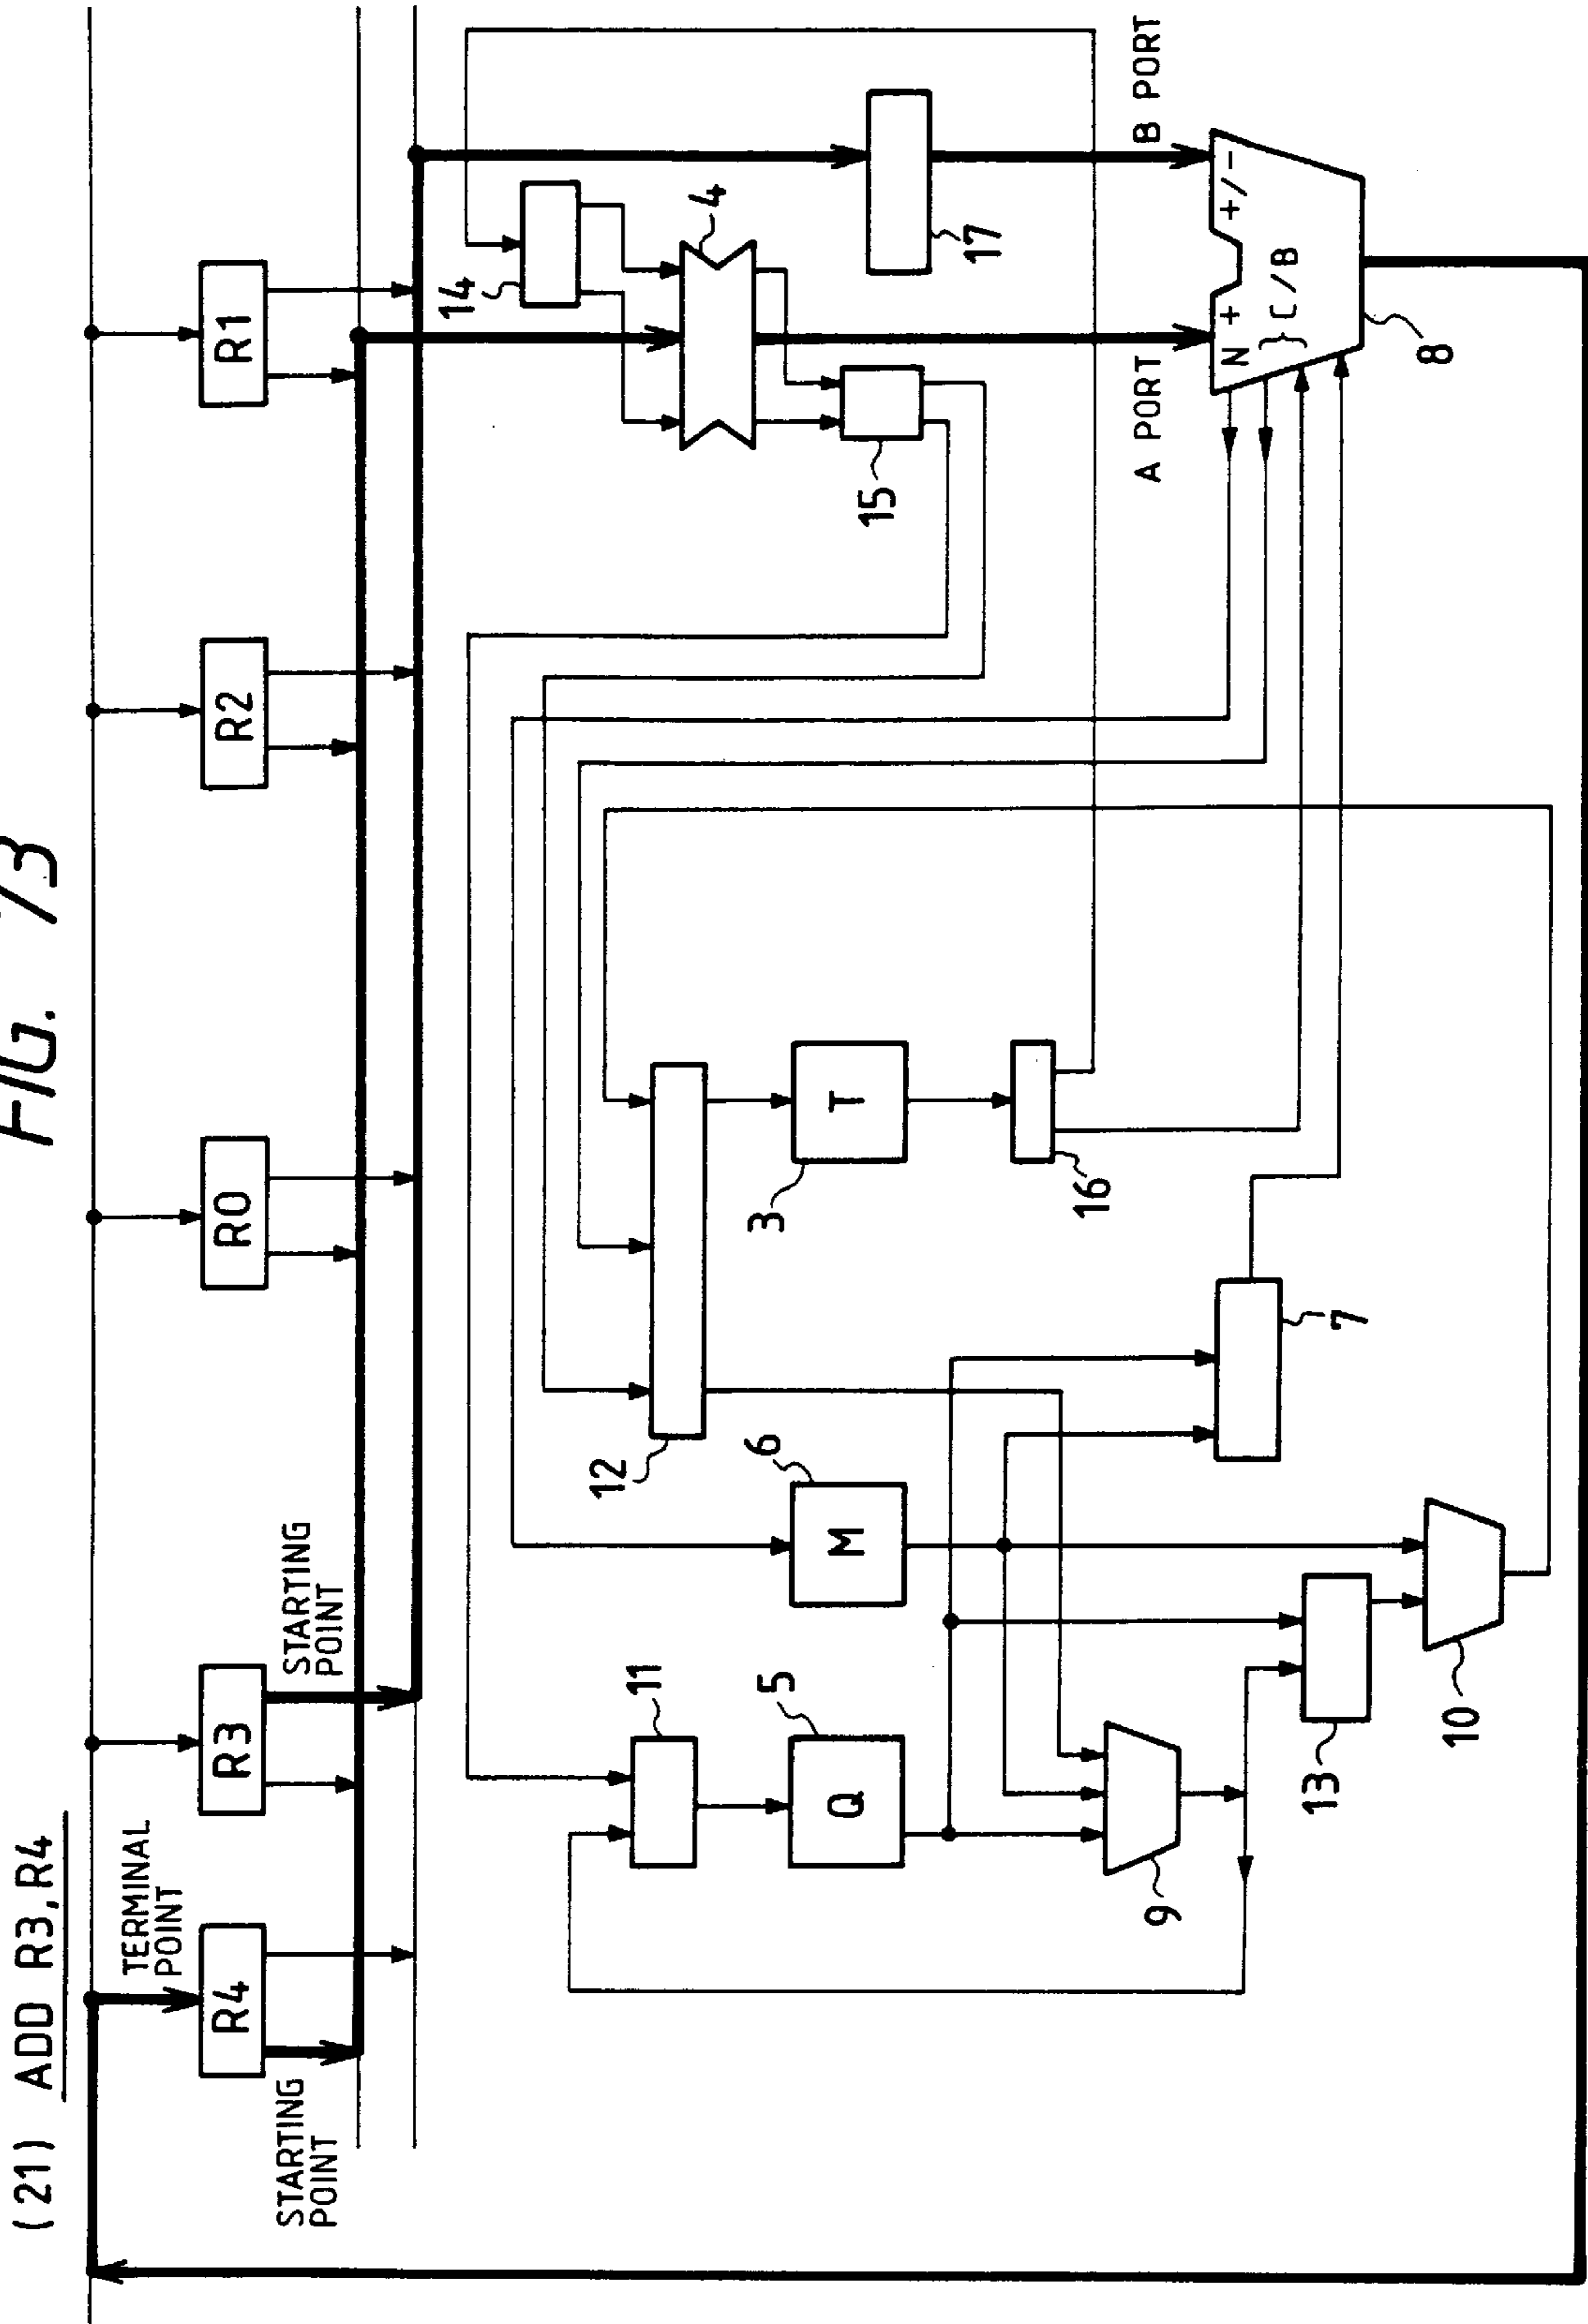 FIG. 73
(21) ADD R3,R4
TERMINAL
POINT
STARTING
POINT
STARTING
POINT
R4
R3
R0
R2
R1
14
4
15
17
A PORT
B PORT
N + +/-
} C/B
8
12
3
T
16
6
M
7
11
5
Q
9
13
10